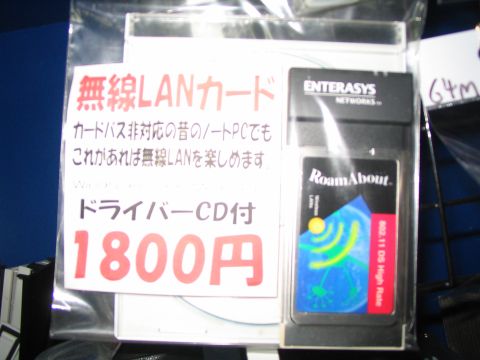 無線LANカード
カードバス非対応の昔のノートPCでも
これがあれば無線LANを楽しめます。
ドライバーCD付
1800円
ENTERASYS
NETWORKS
RoamAbout
Wireless
802.11 DS High Rate
64M